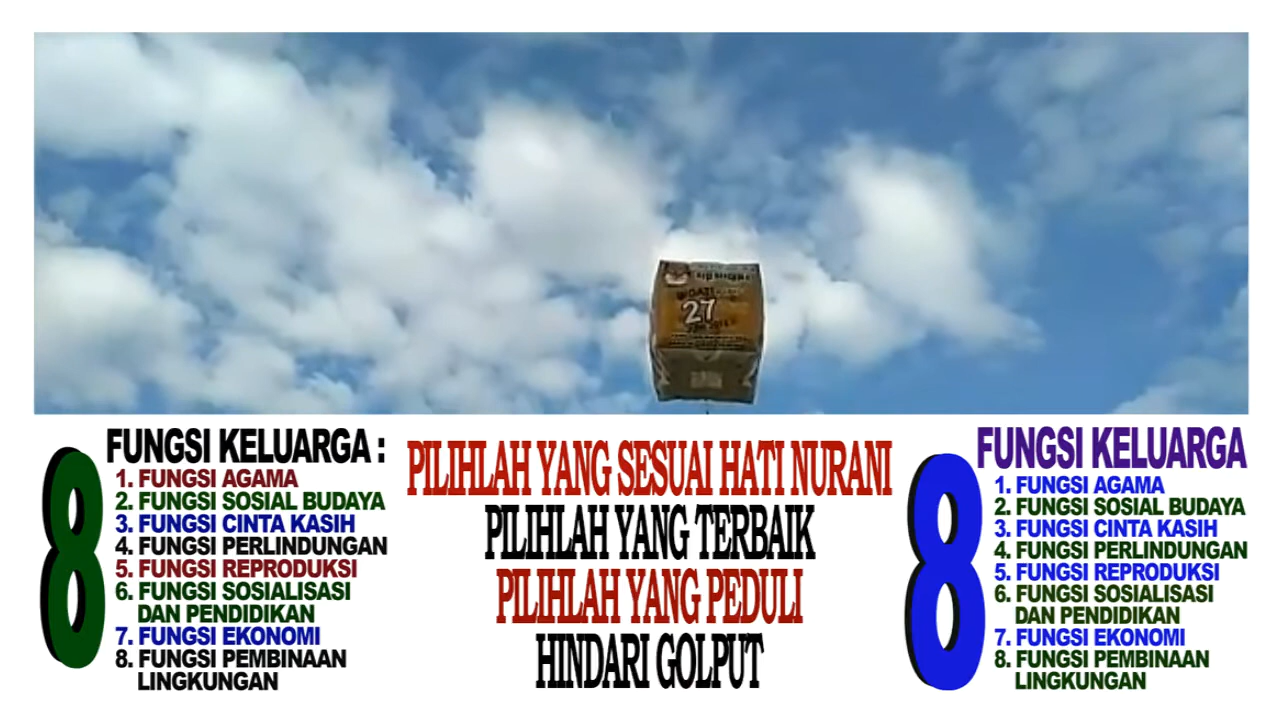 27
8 FUNGSI KELUARGA :
1. FUNGSI AGAMA
2. FUNGSI SOSIAL BUDAYA
3. FUNGSI CINTA KASIH
4. FUNGSI PERLINDUNGAN
5. FUNGSI REPRODUKSI
6. FUNGSI SOSIALISASI
DAN PENDIDIKAN
7. FUNGSI EKONOMI
8. FUNGSI PEMBINAAN
LINGKUNGAN
PILIHLAH YANG SESUAI HATI NURANI
PILIHLAH YANG TERBAIK
PILIHLAH YANG PEDULI
HINDARI GOLPUT
8 FUNGSI KELUARGA
1. FUNGSI AGAMA
2. FUNGSI SOSIAL BUDAYA
3. FUNGSI CINTA KASIH
4. FUNGSI PERLINDUNGAN
5. FUNGSI REPRODUKSI
6. FUNGSI SOSIALISASI
DAN PENDIDIKAN
7. FUNGSI EKONOMI
8. FUNGSI PEMBINAAN
LINGKUNGAN